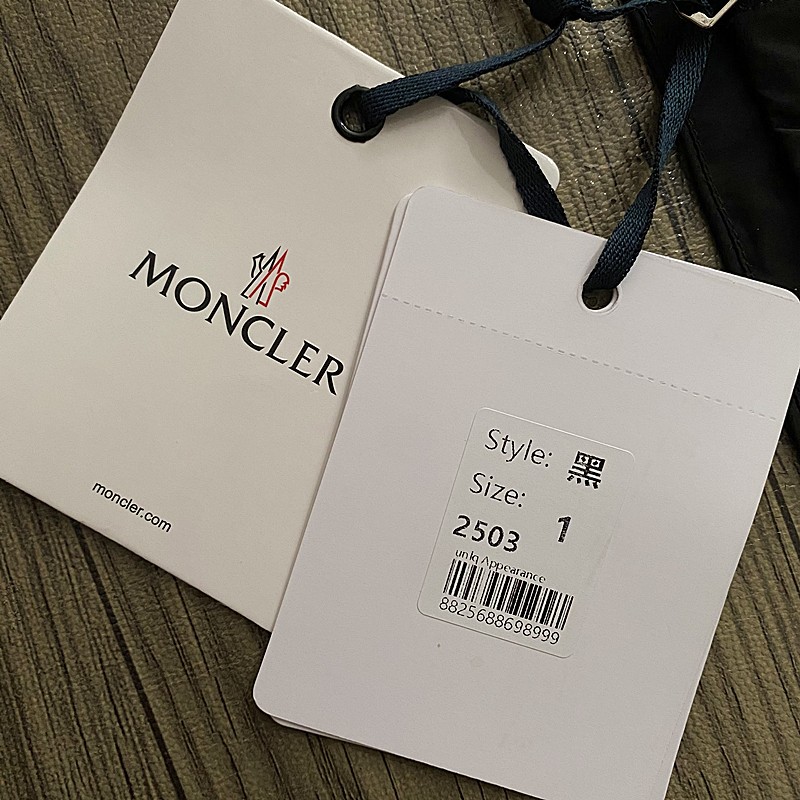 MONCLER
moncler.com
Style: 黑
Size: 1
2503
uniq Appearance
8825688698999